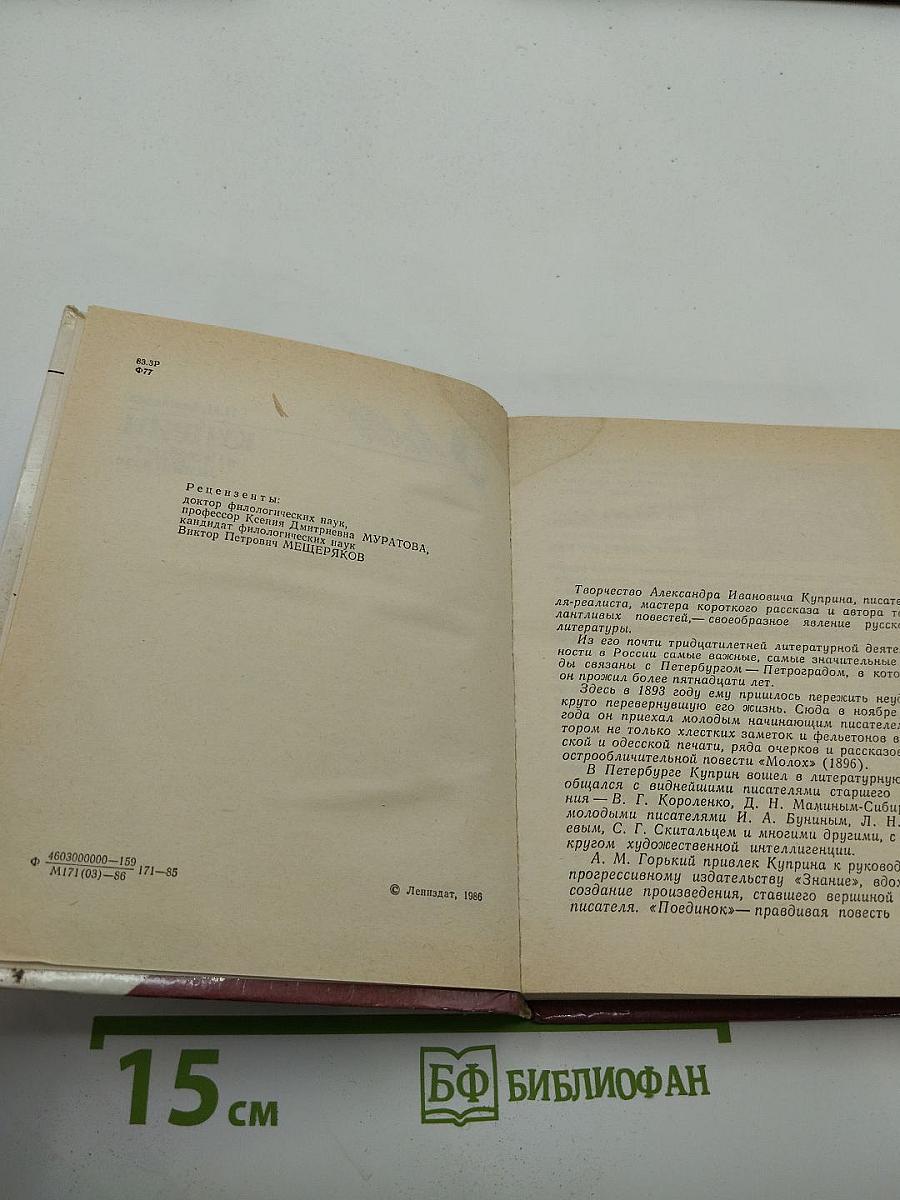 83.3Р
Ф77
Рецензенты:
доктор филологических наук,
профессор Ксения Дмитриевна МУРАТОВА,
кандидат филологических наук
Виктор Петрович МЕЩЕРЯКОВ
Ф 4603000000—159 171—85
М171(03)—86
© Лениздат, 1986
Творчество Александра Ивановича Куприна, писате-
ля-реалиста, мастера короткого рассказа и автора та-
лантливых повестей,— своеобразное явление русско
литературы.
Из его почти тридцатилетней литературной деятел
ности в России самые важные, самые значительные
ды связаны с Петербургом — Петроградом, в кото
он прожил более пятнадцати лет.
Здесь в 1893 году ему пришлось пережить неуд
круто перевернувшую его жизнь. Сюда в ноябре
года он приехал молодым начинающим писателем
тором не только хлестких заметок и фельетонов в
ской и одесской печати, ряда очерков и рассказов
острообличительной повести «Молох» (1896).
В Петербурге Куприн вошел в литературную
общался с виднейшими писателями старшего
ния — В. Г. Короленко, Д. Н. Маминым-Сибир
молодыми писателями И. А. Буниным, Л. Н.
евым, С. Г. Скитальцем и многими другими, с
кругом художественной интеллигенции.
А. М. Горький привлек Куприна к руковод
прогрессивному издательству «Знание», вдох
создание произведения, ставшего вершиной
писателя. «Поединок»— правдивая повесть
15 см
БФ БИБЛИОФАН